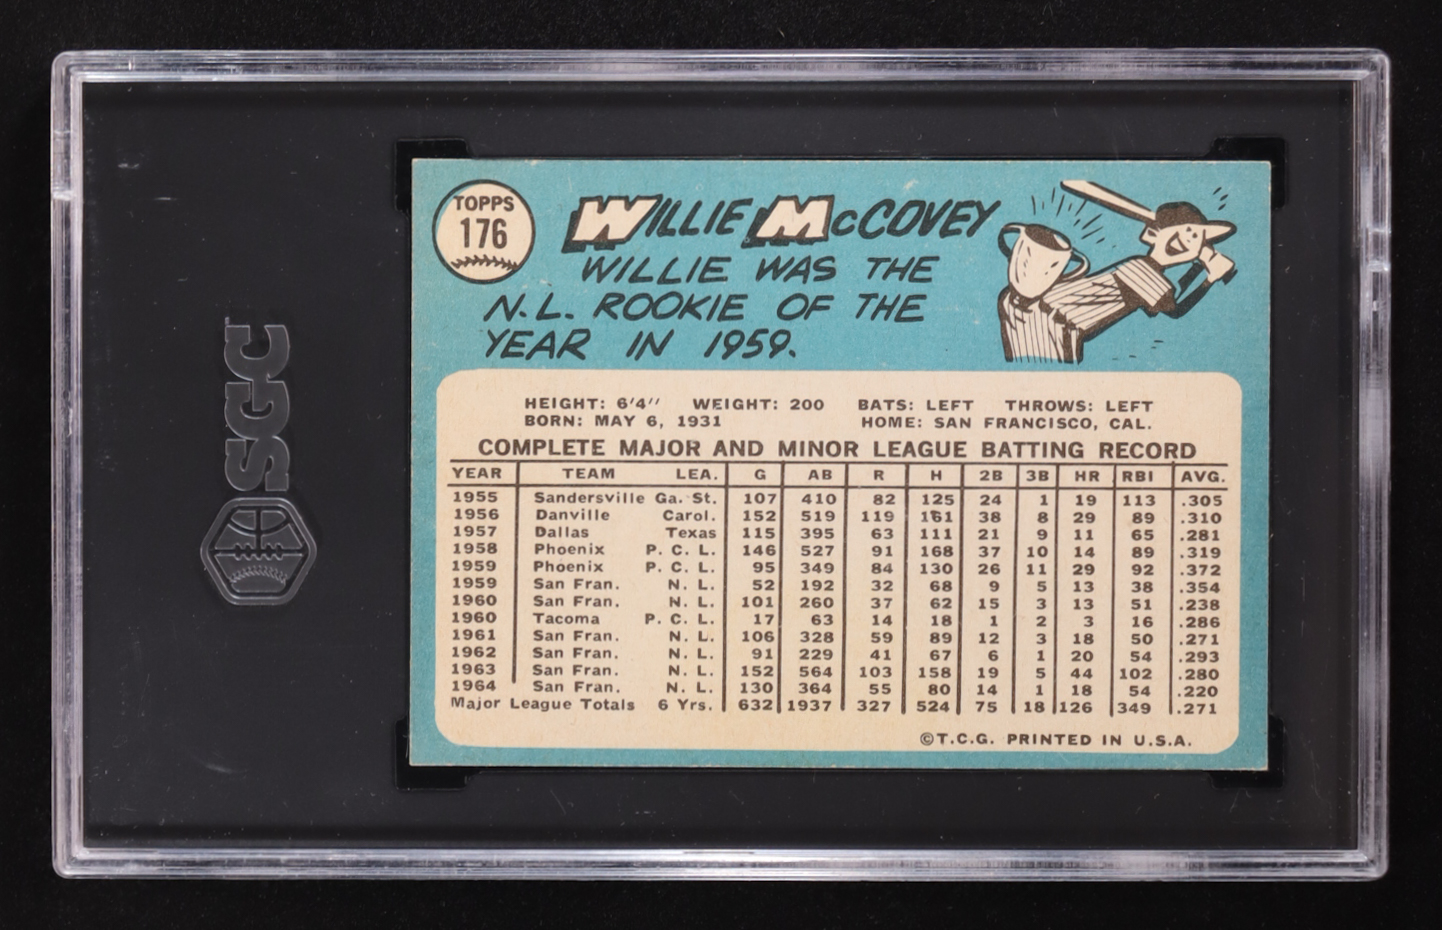 TOPPS
176
WILLIE McCOVEY
WILLIE WAS THE
N.L. ROOKIE OF THE
YEAR IN 1959.
SGC
HEIGHT: 6'4" WEIGHT: 200 BATS: LEFT THROWS: LEFT
BORN: MAY 6, 1931 HOME: SAN FRANCISCO, CAL.
COMPLETE MAJOR AND MINOR LEAGUE BATTING RECORD
YEAR TEAM LEA. G AB R H 2B 3B HR RBI AVG.
1955 Sandersville Ga. St. 107 410 82 125 24 1 19 113 .305
1956 Danville Carol. 152 519 119 161 38 8 29 89 .310
1957 Dallas Texas 115 395 63 111 21 9 11 65 .281
1958 Phoenix P. C. L. 146 527 91 168 37 10 14 89 .319
1959 Phoenix P. C. L. 95 349 84 130 26 11 29 92 .372
1959 San Fran. N. L. 52 192 32 68 9 5 13 38 .354
1960 San Fran. N. L. 101 260 37 62 15 3 13 51 .238
1960 Tacoma P. C. L. 17 63 14 18 1 2 3 16 .286
1961 San Fran. N. L. 106 328 59 89 12 3 18 50 .271
1962 San Fran. N. L. 91 229 41 67 6 1 20 54 .293
1963 San Fran. N. L. 152 564 103 158 19 5 44 102 .280
1964 San Fran. N. L. 130 364 55 80 14 1 18 54 .220
Major League Totals 6 Yrs. 632 1937 327 524 75 18 126 349 .271
©T.C.G. PRINTED IN U.S.A.